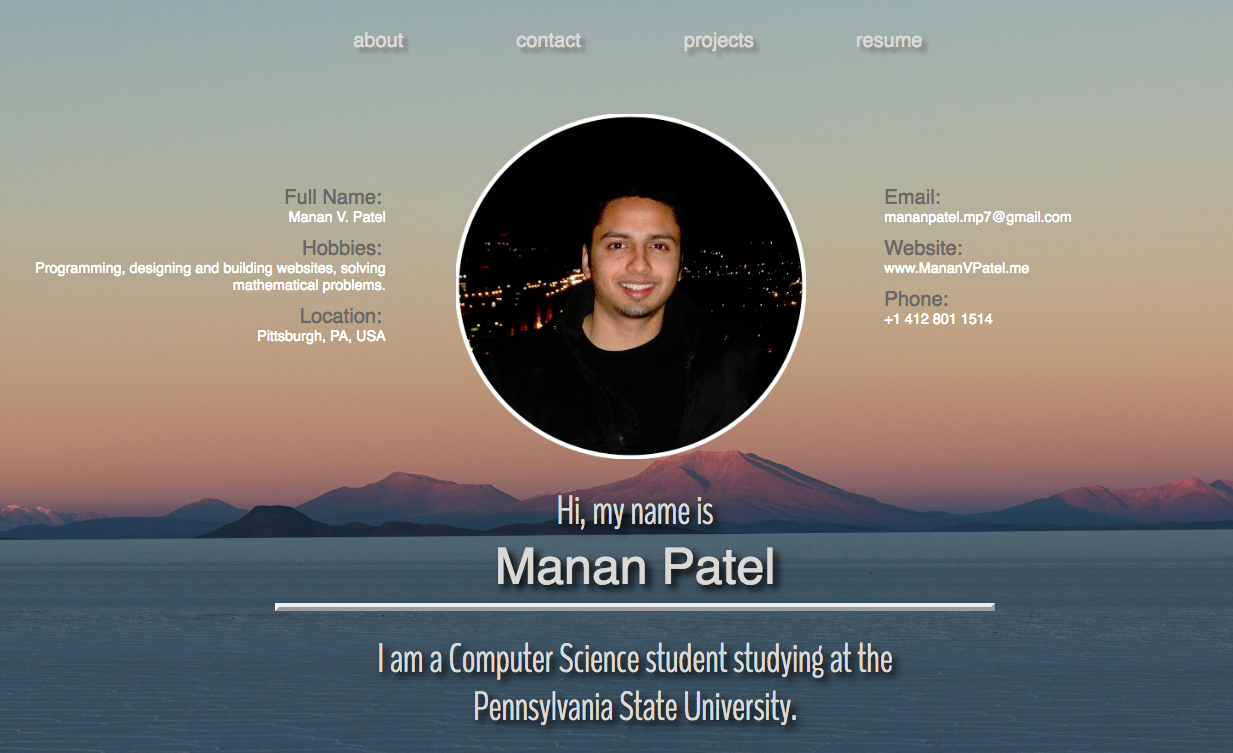 about contact projects resume
Full Name:
Manan V. Patel
Hobbies:
Programming, designing and building websites, solving
mathematical problems.
Location:
Pittsburgh, PA, USA
Email:
mananpatel.mp7@gmail.com
Website:
www.MananVPatel.me
Phone:
+1 412 801 1514
Hi, my name is
Manan Patel
I am a Computer Science student studying at the
Pennsylvania State University.